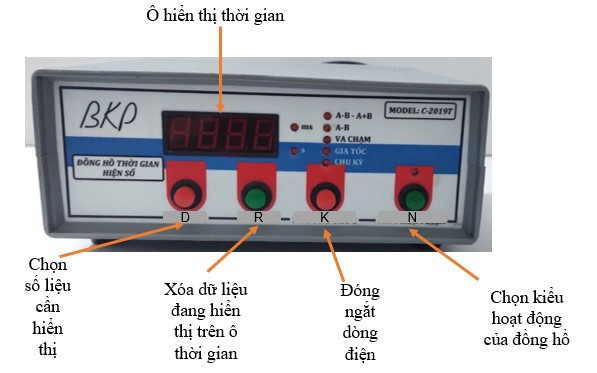 Ô hiển thị thời gian
BKP
MODEL: C-2019T
ms
s
A-B - A+B
A-B
VA CHẠM
GIA TỐC
CHU KỲ
ĐỒNG HỒ THỜI GIAN
HIỆN SỐ
D
R
K
N
Chọn
số liệu
cần
hiển
thị
Xóa dữ liệu
đang hiển
thị trên ô
thời gian
Đóng
ngắt
dòng
điện
Chọn kiểu
hoạt động
của đồng hồ